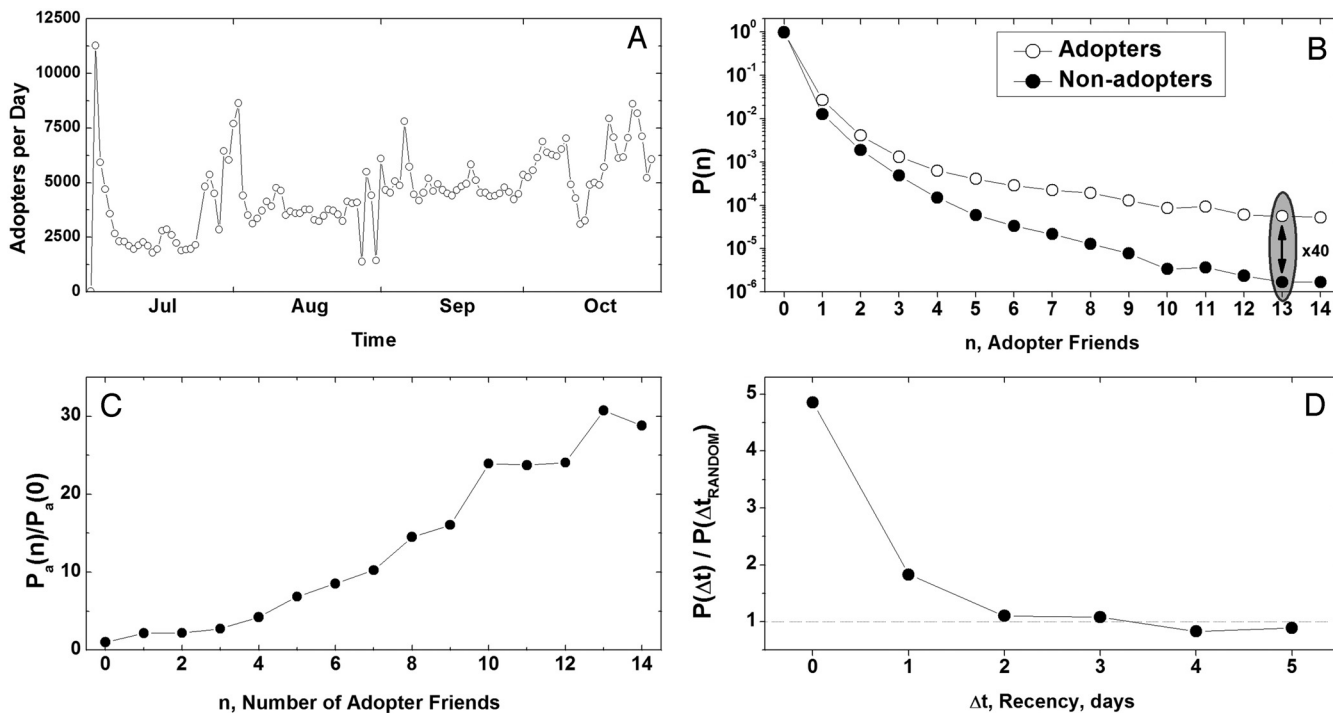 A
12500
10000
7500
5000
2500
0
Adopters per Day
Jul Aug Sep Oct
Time
B
Adopters
Non-adopters
10^0
10^-1
10^-2
10^-3
10^-4
10^-5
10^-6
P(n)
x40
0 1 2 3 4 5 6 7 8 9 10 11 12 13 14
n, Adopter Friends
C
30
20
10
0
P_a(n)/P_a(0)
0 2 4 6 8 10 12 14
n, Number of Adopter Friends
D
5
4
3
2
1
P(Δt) / P(Δt_RANDOM)
0 1 2 3 4 5
Δt, Recency, days